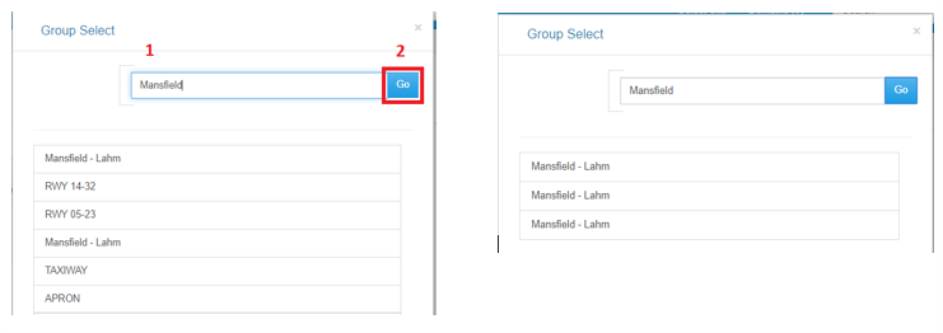 Group Select
×
1
2
Mansfield
Go
Mansfield - Lahm
RWY 14-32
RWY 05-23
Mansfield - Lahm
TAXIWAY
APRON
Group Select
×
Mansfield
Go
Mansfield - Lahm
Mansfield - Lahm
Mansfield - Lahm